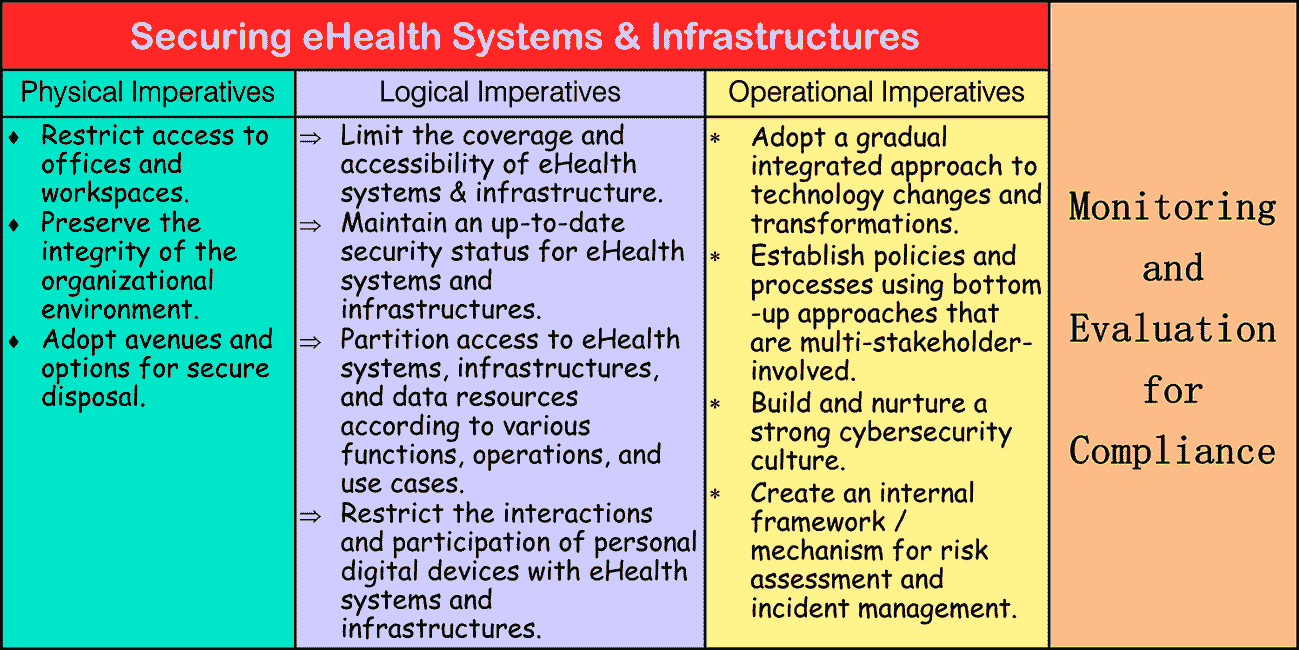 Securing eHealth Systems & Infrastructures
Physical Imperatives
♦ Restrict access to
offices and
workspaces.
♦ Preserve the
integrity of the
organizational
environment.
♦ Adopt avenues and
options for secure
disposal.
Logical Imperatives
⇒ Limit the coverage and
accessibility of eHealth
systems & infrastructure.
⇒ Maintain an up-to-date
security status for eHealth
systems and
infrastructures.
⇒ Partition access to eHealth
systems, infrastructures,
and data resources
according to various
functions, operations, and
use cases.
⇒ Restrict the interactions
and participation of personal
digital devices with eHealth
systems and
infrastructures.
Operational Imperatives
* Adopt a gradual
integrated approach to
technology changes and
transformations.
* Establish policies and
processes using bottom
-up approaches that
are multi-stakeholder-
involved.
* Build and nurture a
strong cybersecurity
culture.
* Create an internal
framework /
mechanism for risk
assessment and
incident management.
Monitoring
and
Evaluation
for
Compliance